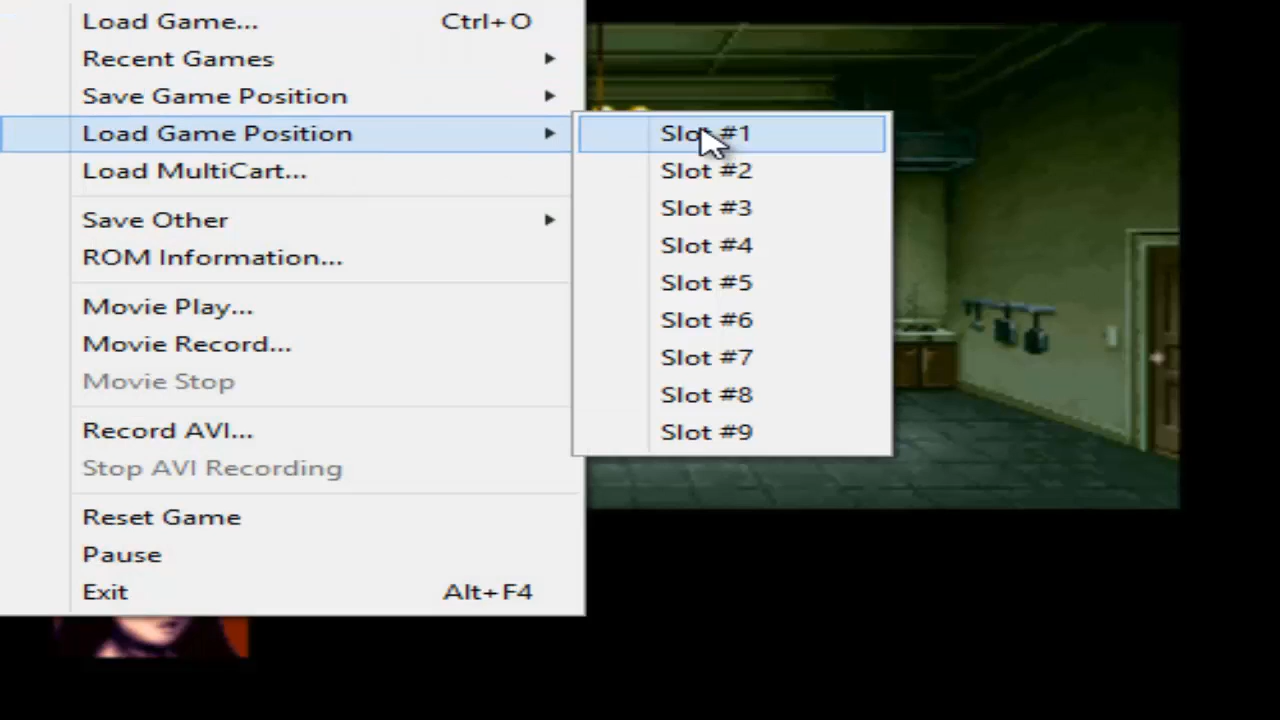 Load Game... Ctrl+O
Recent Games
Save Game Position
Load Game Position
Load MultiCart...
Save Other
ROM Information...
Movie Play...
Movie Record...
Movie Stop
Record AVI...
Stop AVI Recording
Reset Game
Pause
Exit Alt+F4
Slot #1
Slot #2
Slot #3
Slot #4
Slot #5
Slot #6
Slot #7
Slot #8
Slot #9